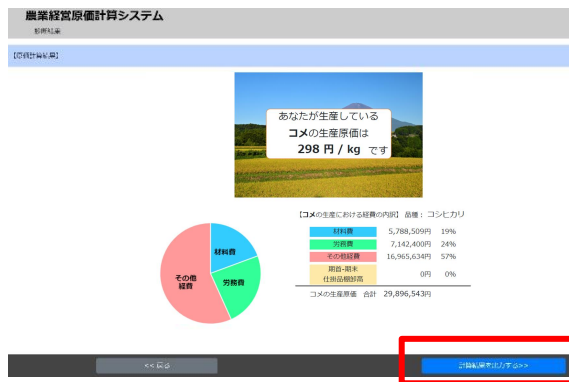 農業経営原価計算システム
診断結果
【原価計算結果】
あなたが生産している
コメの生産原価は
298 円 / kg です
【コメの生産における経費の内訳】 品種： コシヒカリ
材料費 5,788,509円 19%
労務費 7,142,400円 24%
その他経費 16,965,634円 57%
期首・期末
仕掛品棚卸高 0円 0%
コメの生産原価 合計 29,896,543円
材料費
労務費
その他
経費
<< 戻る
計算結果を出力する>>